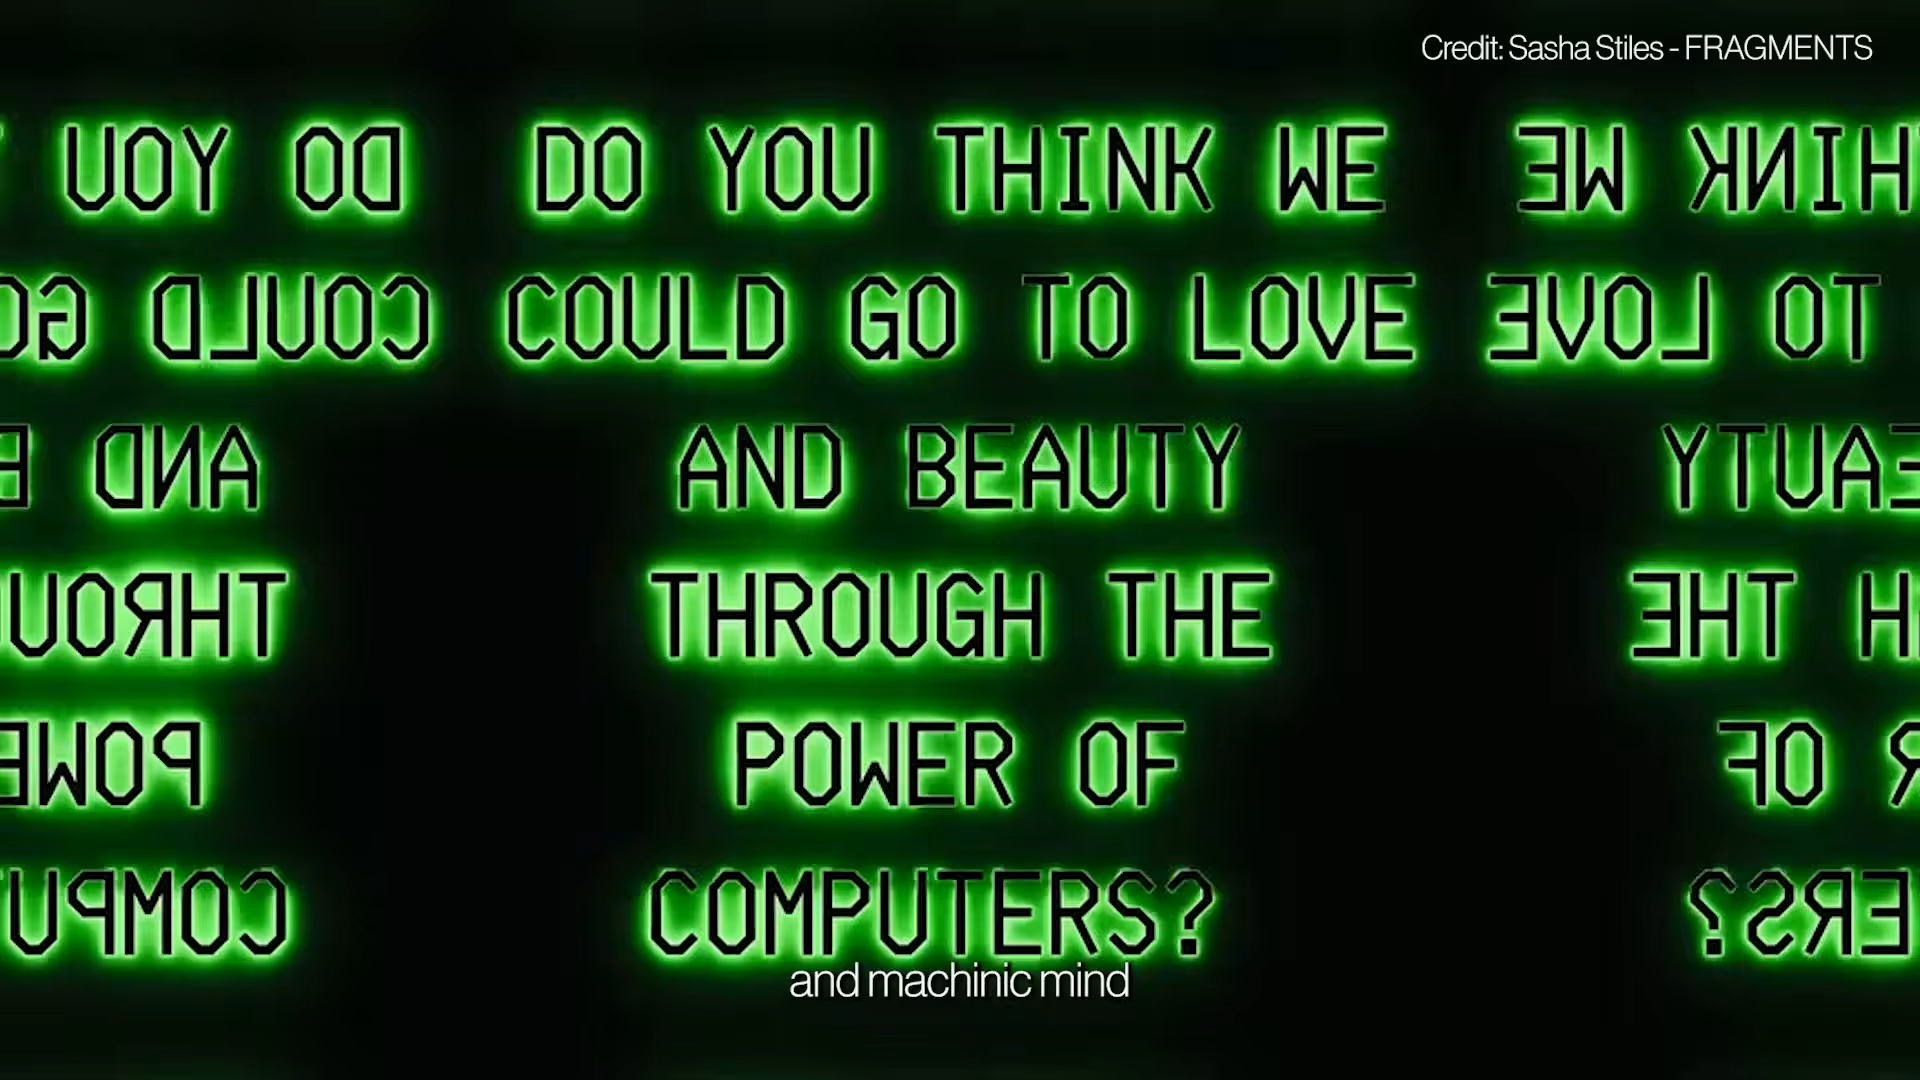 Credit: Sasha Stiles - FRAGMENTS
DO YOU THINK WE
COULD GO TO LOVE
AND BEAUTY
THROUGH THE
POWER OF
COMPUTERS?
and machinic mind